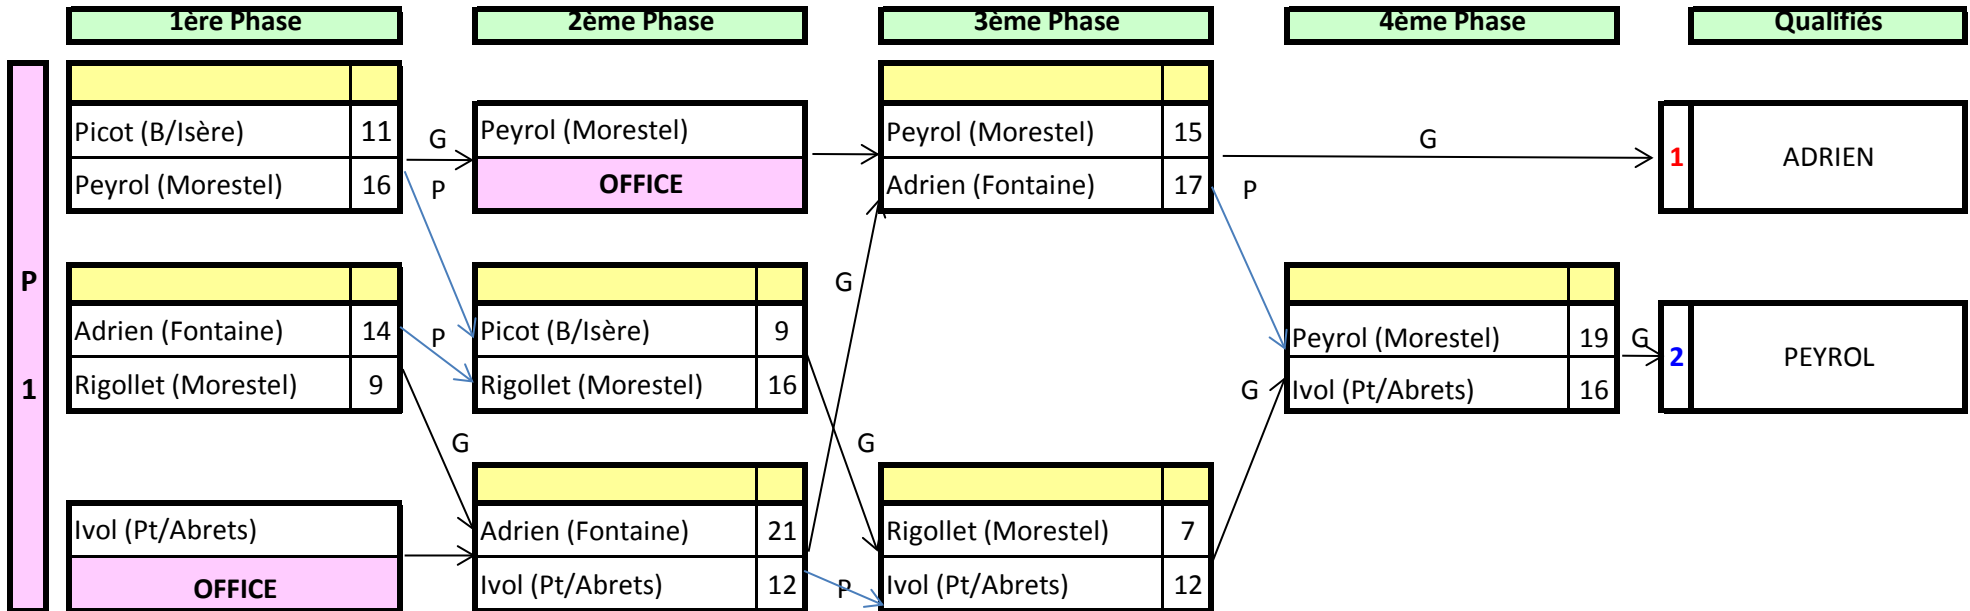 1ère Phase 2ème Phase 3ème Phase 4ème Phase Qualifiés
Picot (B/Isère) 11 G Peyrol (Morestel) Peyrol (Morestel) 15 G 1 ADRIEN
Peyrol (Morestel) 16 P OFFICE Adrien (Fontaine) 17 P
P G
Adrien (Fontaine) 14 P Picot (B/Isère) 9 Peyrol (Morestel) 19 G 2 PEYROL
1 Rigollet (Morestel) 9 Rigollet (Morestel) 16 G Ivol (Pt/Abrets) 16
G G
Ivol (Pt/Abrets) Adrien (Fontaine) 21 Rigollet (Morestel) 7
OFFICE Ivol (Pt/Abrets) 12 P Ivol (Pt/Abrets) 12